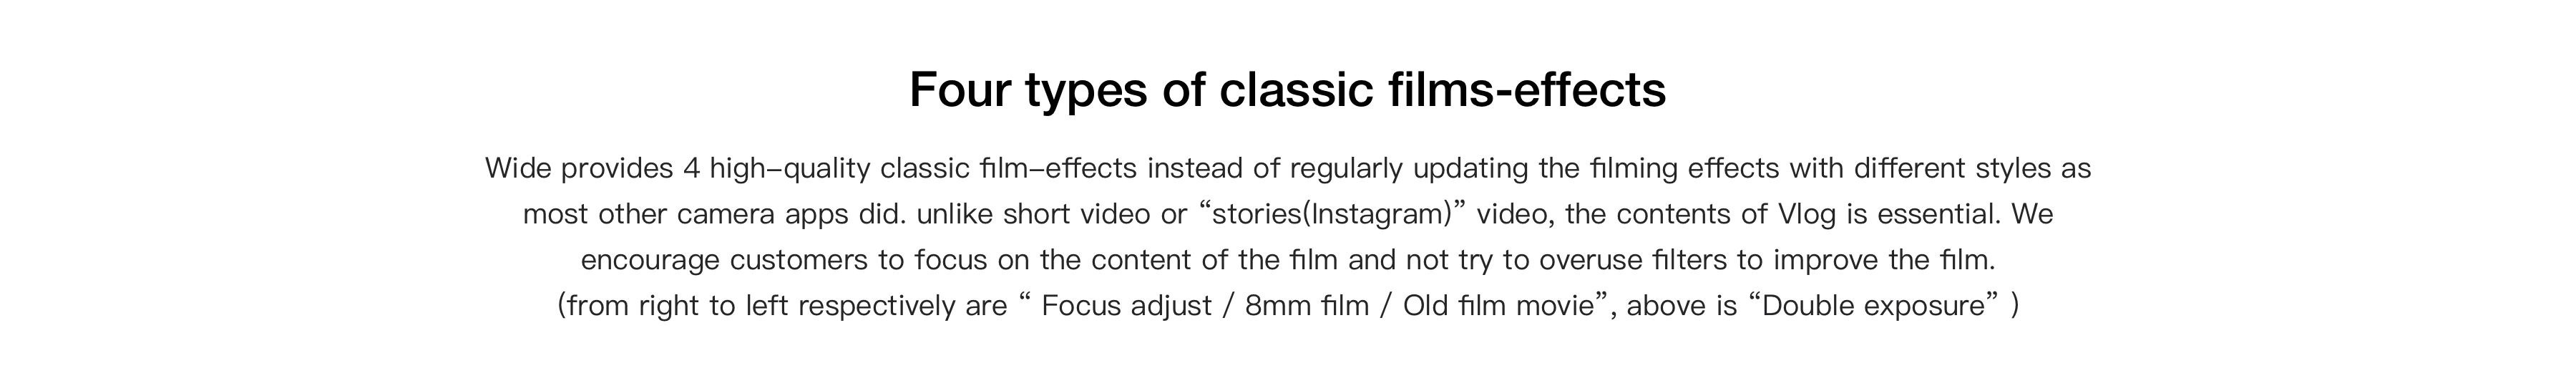 Four types of classic films-effects
Wide provides 4 high-quality classic film-effects instead of regularly updating the filming effects with different styles as
most other camera apps did. unlike short video or “stories(Instagram)” video, the contents of Vlog is essential. We
encourage customers to focus on the content of the film and not try to overuse filters to improve the film.
(from right to left respectively are “ Focus adjust / 8mm film / Old film movie”, above is “Double exposure” )